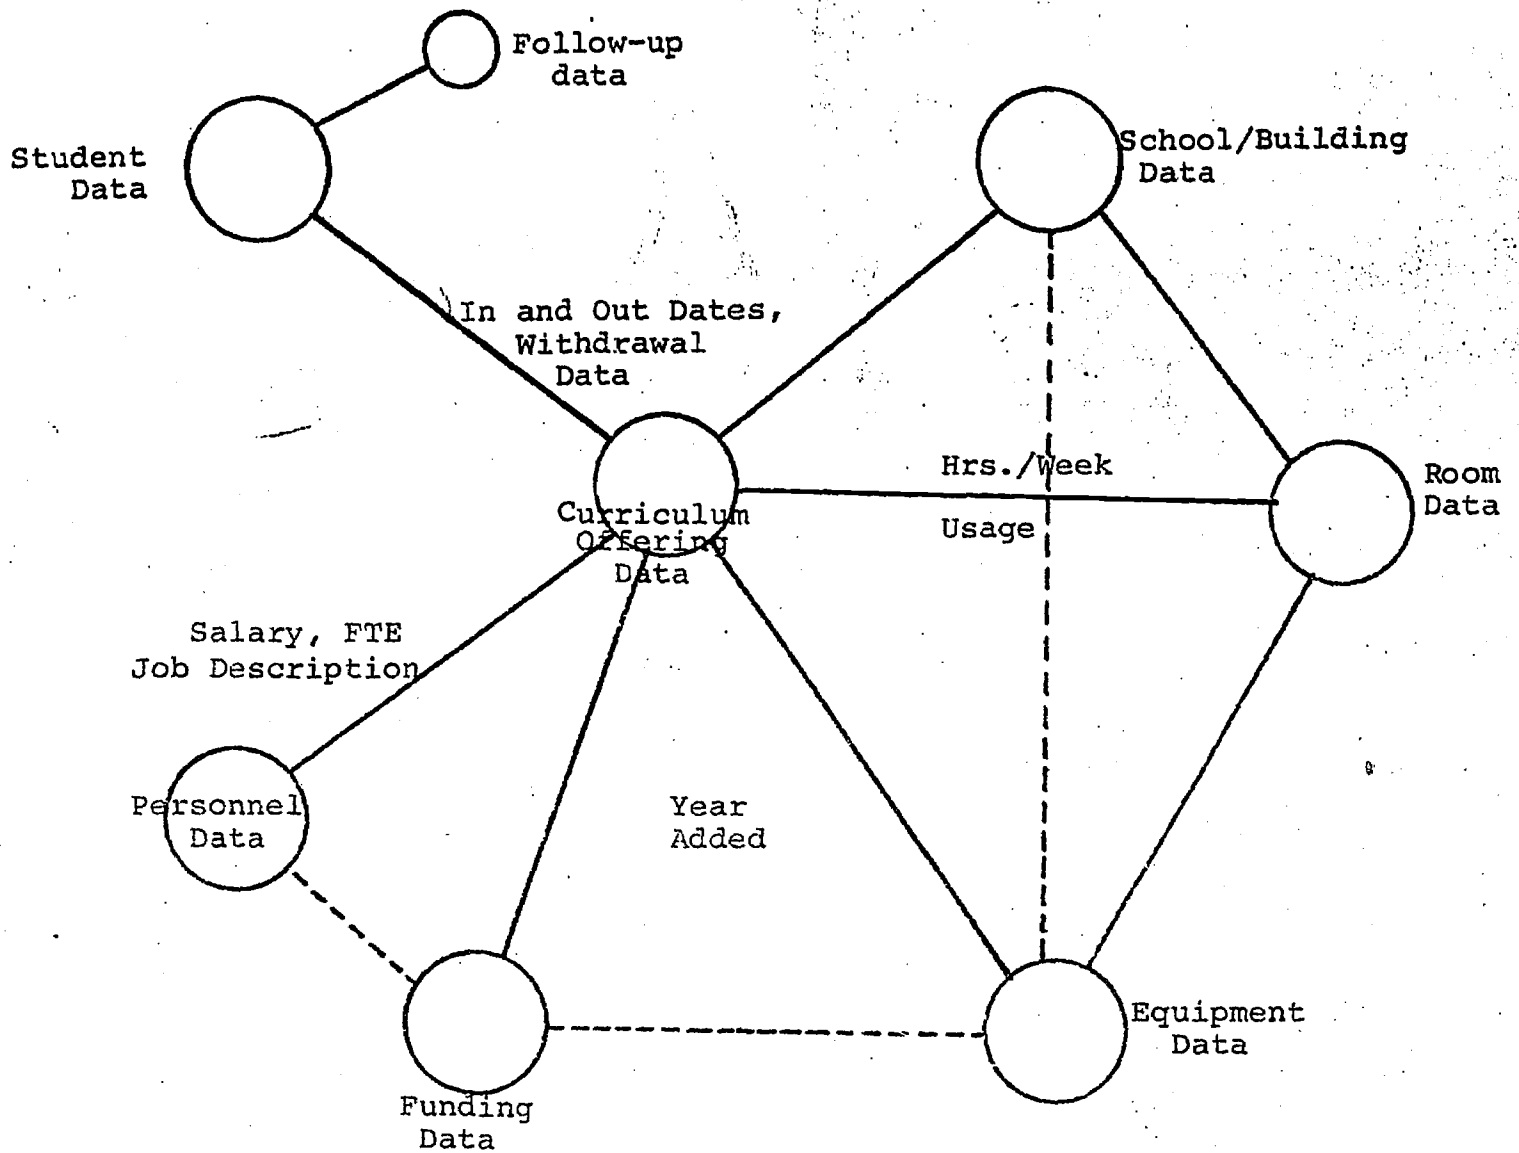 Follow-up
data
Student
Data
School/Building
Data
In and Out Dates,
Withdrawal
Data
Hrs./Week
Usage
Room
Data
Curriculum
Offering
Data
Salary, FTE
Job Description
Personnel
Data
Year
Added
Equipment
Data
Funding
Data